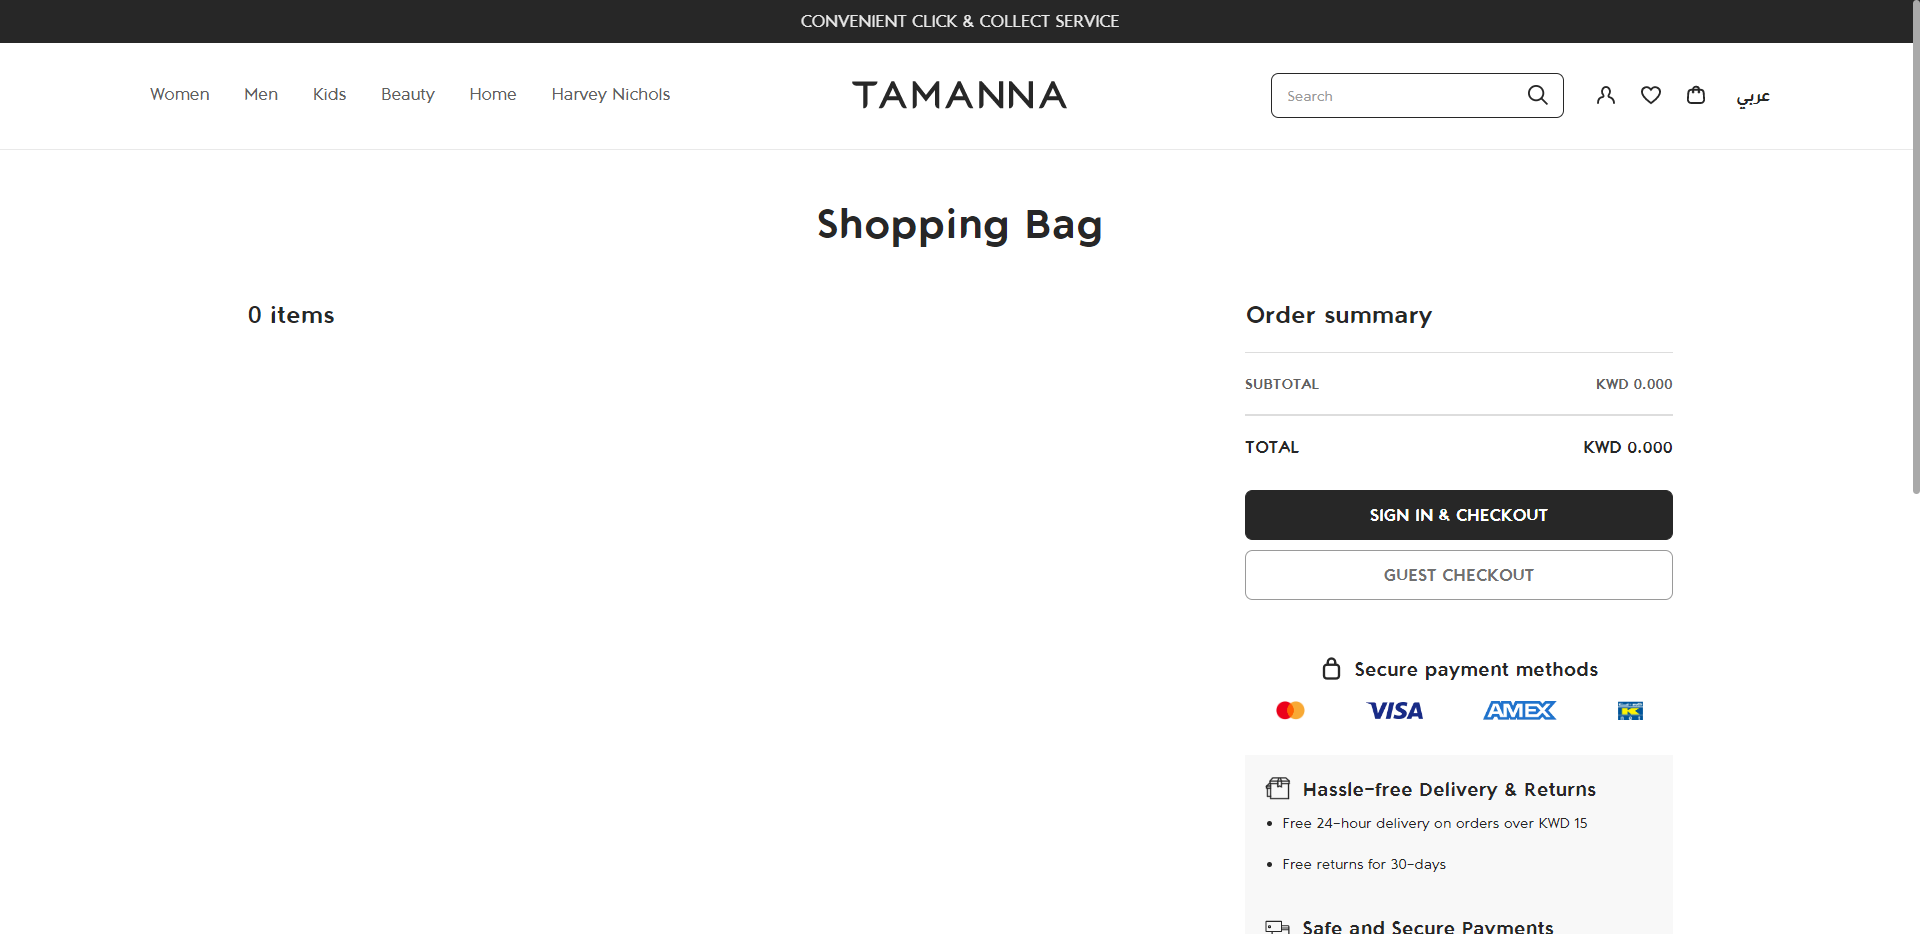 CONVENIENT CLICK & COLLECT SERVICE
Women Men Kids Beauty Home Harvey Nichols
TAMANNA
Search
عربي
Shopping Bag
0 items
Order summary
SUBTOTAL KWD 0.000
TOTAL KWD 0.000
SIGN IN & CHECKOUT
GUEST CHECKOUT
Secure payment methods
VISA AMEX
Hassle-free Delivery & Returns
Free 24-hour delivery on orders over KWD 15
Free returns for 30-days
Safe and Secure Payments